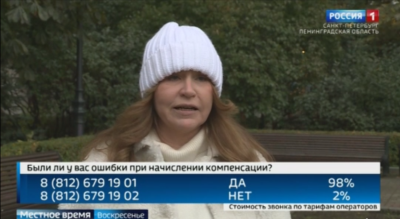 РОССИЯ 1
САНКТ-ПЕТЕРБУРГ
ЛЕНИНГРАДСКАЯ ОБЛАСТЬ
Были ли у вас ошибки при начислении компенсации?
8 (812) 679 19 01 ДА 98%
8 (812) 679 19 02 НЕТ 2%
Стоимость звонка по тарифам операторов
Местное время Воскресенье